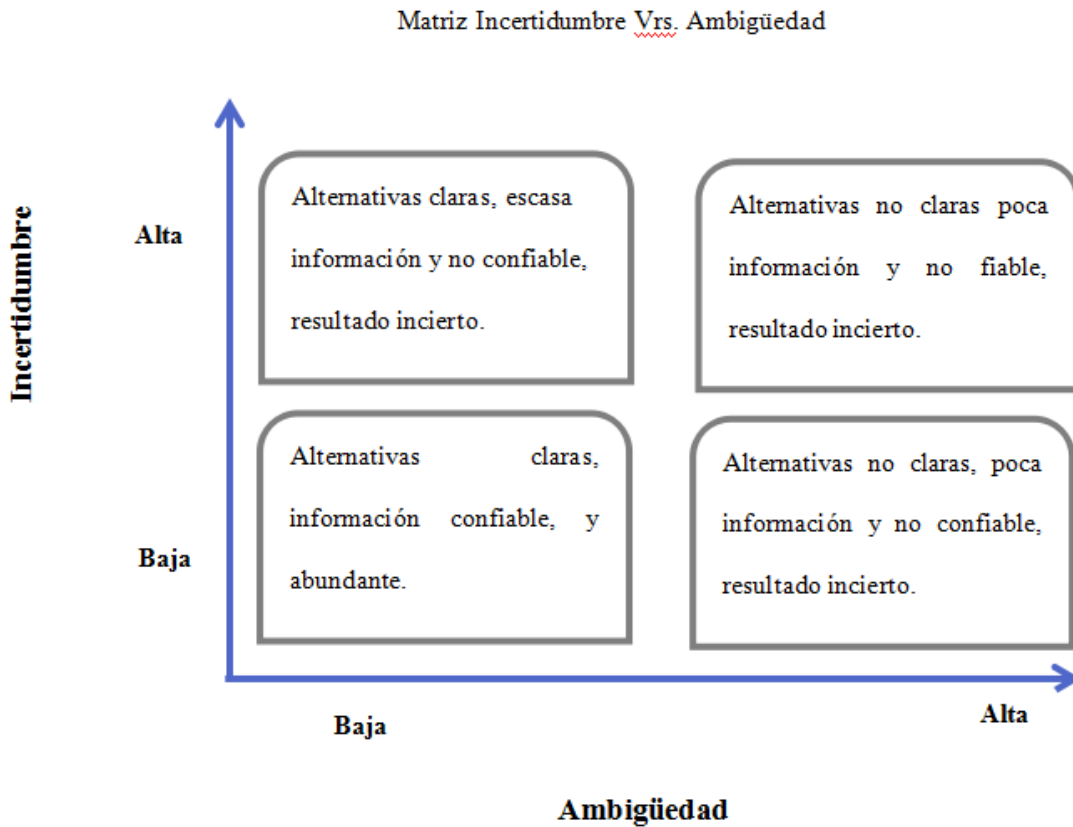 Matriz Incertidumbre Vrs. Ambigüedad
Incertidumbre
Alta
Alternativas claras, escasa
información y no confiable,
resultado incierto.
Alternativas no claras poca
información y no fiable,
resultado incierto.
Baja
Alternativas claras,
información confiable, y
abundante.
Alternativas no claras, poca
información y no confiable,
resultado incierto.
Baja
Alta
Ambigüedad